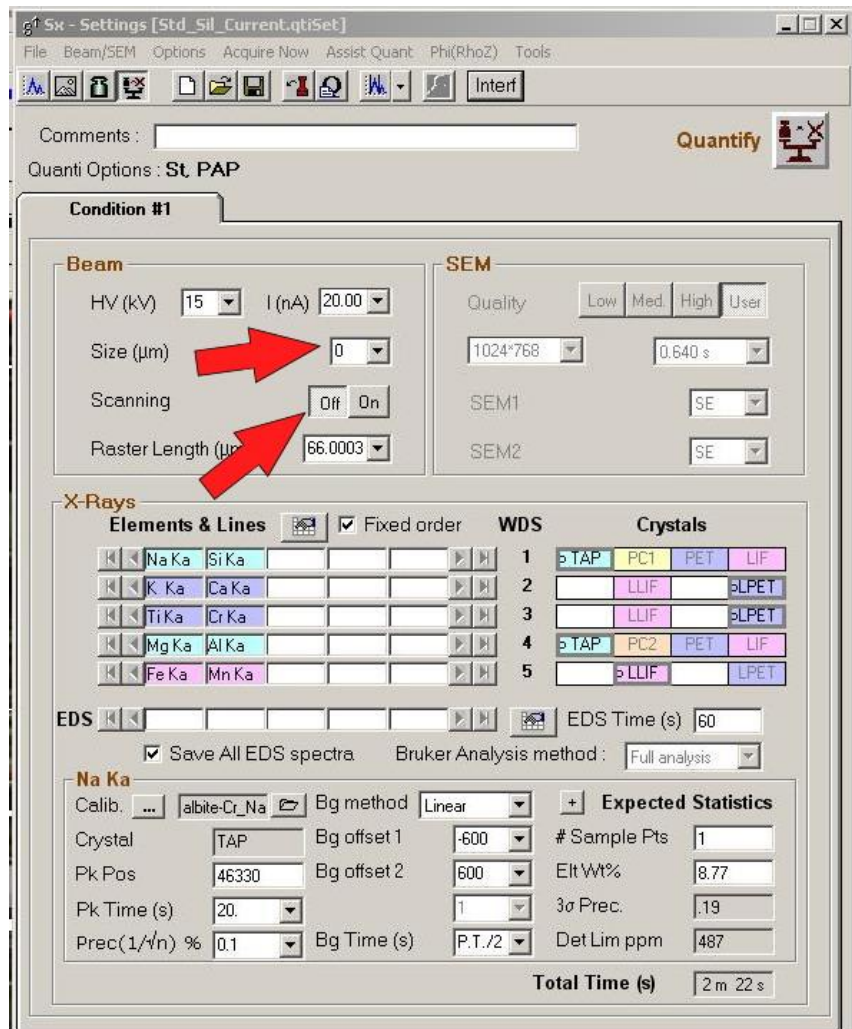 Sx - Settings [Std_Sil_Current.qtiSet]
File Beam/SEM Options Acquire Now Assist Quant Phi(RhoZ) Tools
Interf
Comments :
Quantify
Quanti Options : St, PAP
Condition #1
Beam
HV (kV) 15 I (nA) 20.00
Size (µm) 0
Scanning Off On
Raster Length (µm 66.0003
SEM
Quality Low Med. High User
1024*768 0.640 s
SEM1 SE
SEM2 SE
X-Rays
Elements & Lines Fixed order WDS Crystals
Na Ka Si Ka 1 TAP PC1 PET LIF
K Ka Ca Ka 2 LLIF LPET
Ti Ka Cr Ka 3 LLIF LPET
Mg Ka Al Ka 4 TAP PC2 PET LIF
Fe Ka Mn Ka 5 LLIF LPET
EDS EDS Time (s) 60
Save All EDS spectra Bruker Analysis method : Full analysis
Na Ka
Calib. ... albite-Cr_Na Bg method Linear + Expected Statistics
Crystal TAP Bg offset 1 -600 # Sample Pts 1
Pk Pos 46330 Bg offset 2 600 Elt Wt% 8.77
Pk Time (s) 20. 1 3σ Prec. .19
Prec(1/√n) % 0.1 Bg Time (s) P.T./2 Det Lim ppm 487
Total Time (s) 2 m 22 s